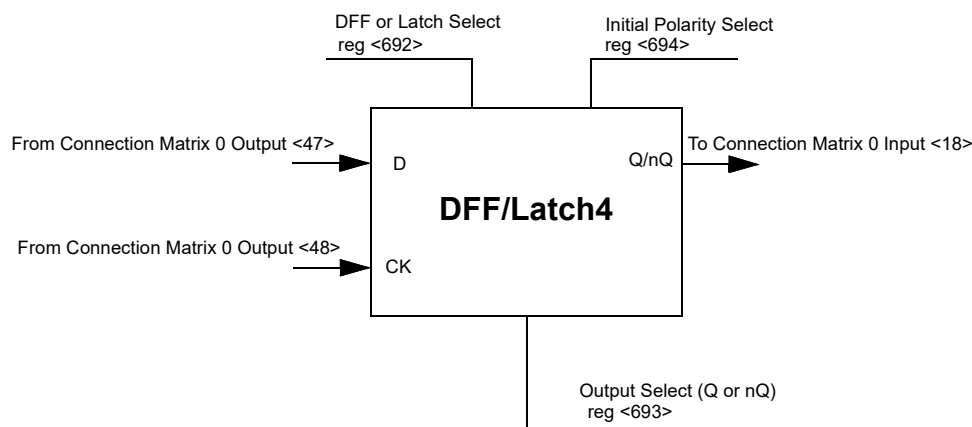 DFF or Latch Select
reg <692>
Initial Polarity Select
reg <694>
From Connection Matrix 0 Output <47>
To Connection Matrix 0 Input <18>
D
Q/nQ
DFF/Latch4
From Connection Matrix 0 Output <48>
CK
Output Select (Q or nQ)
reg <693>